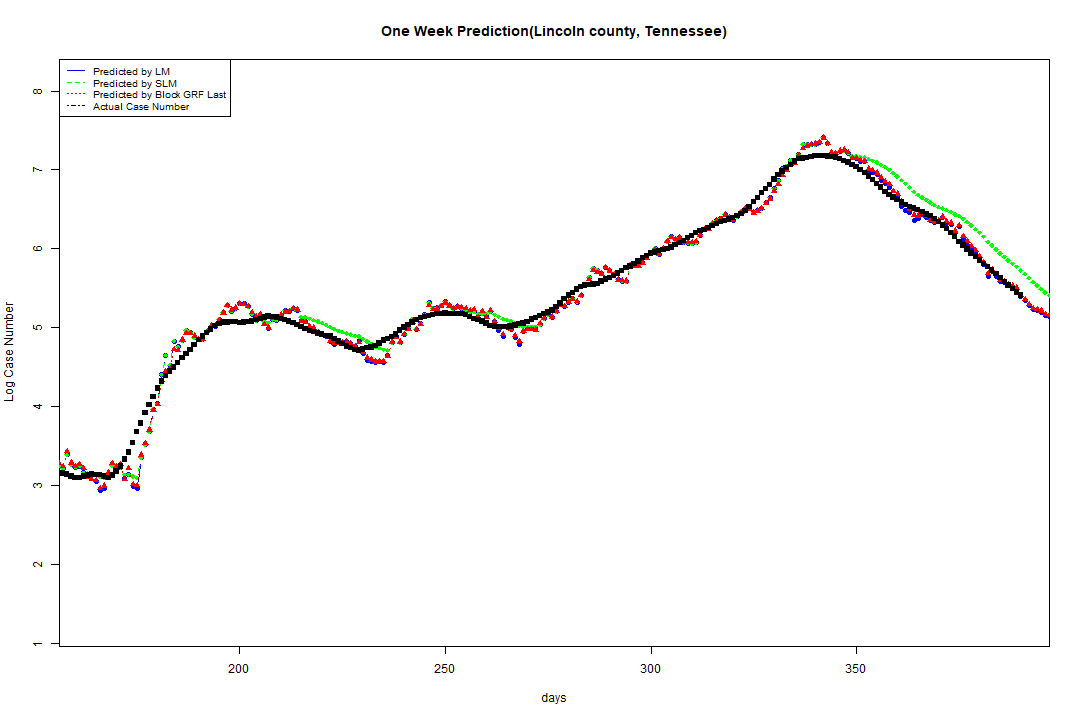 One Week Prediction(Lincoln county, Tennessee)
Predicted by LM
Predicted by SLM
Predicted by Block GRF Last
Actual Case Number
8
7
6
5
4
3
2
1
Log Case Number
200 250 300 350
days